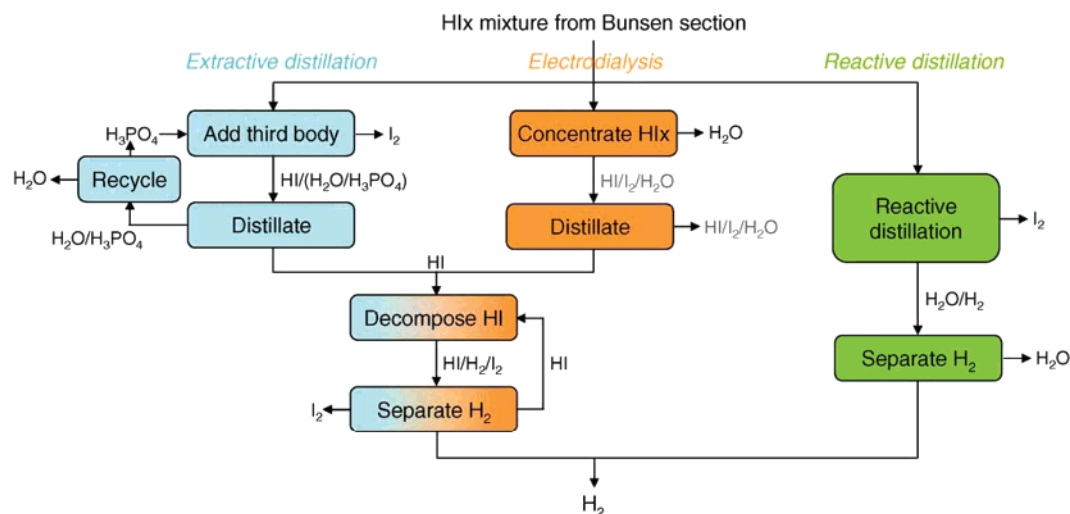 HIx mixture from Bunsen section
Extractive distillation
Electrodialysis
Reactive distillation
H₃PO₄
Add third body
I₂
Concentrate HIx
H₂O
H₂O
Recycle
HI/(H₂O/H₃PO₄)
HI/I₂/H₂O
Reactive
distillation
I₂
H₂O/H₃PO₄
Distillate
Distillate
HI/I₂/H₂O
HI
H₂O/H₂
Decompose HI
HI/H₂/I₂
HI
Separate H₂
H₂O
I₂
Separate H₂
H₂